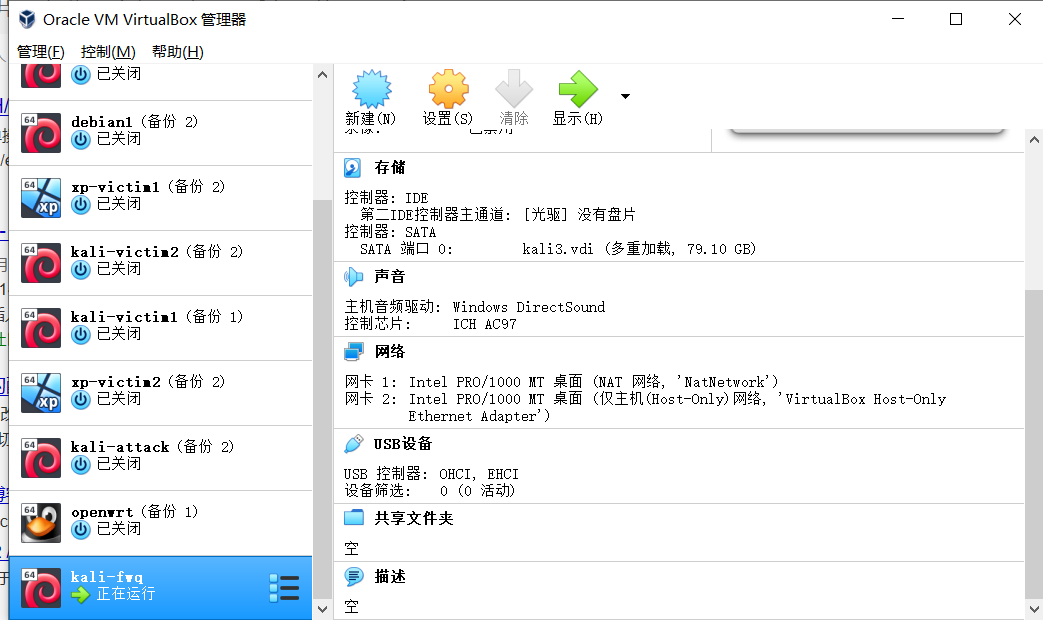 Oracle VM VirtualBox 管理器
管理(F) 控制(M) 帮助(H)
已关闭
debian1 (备份 2)
已关闭
xp-victim1 (备份 2)
已关闭
kali-victim2 (备份 2)
已关闭
kali-victim1 (备份 1)
已关闭
xp-victim2 (备份 2)
已关闭
kali-attack (备份 2)
已关闭
openwrt (备份 1)
已关闭
kali-fwq
正在运行
新建(N) 设置(S) 清除 显示(H)
录像: 已禁用
存储
控制器: IDE
第二IDE控制器主通道: [光驱] 没有盘片
控制器: SATA
SATA 端口 0: kali3.vdi (多重加载, 79.10 GB)
声音
主机音频驱动: Windows DirectSound
控制芯片: ICH AC97
网络
网卡 1: Intel PRO/1000 MT 桌面 (NAT 网络, 'NatNetwork')
网卡 2: Intel PRO/1000 MT 桌面 (仅主机(Host-Only)网络, 'VirtualBox Host-Only
Ethernet Adapter')
USB设备
USB 控制器: OHCI, EHCI
设备筛选: 0 (0 活动)
共享文件夹
空
描述
空